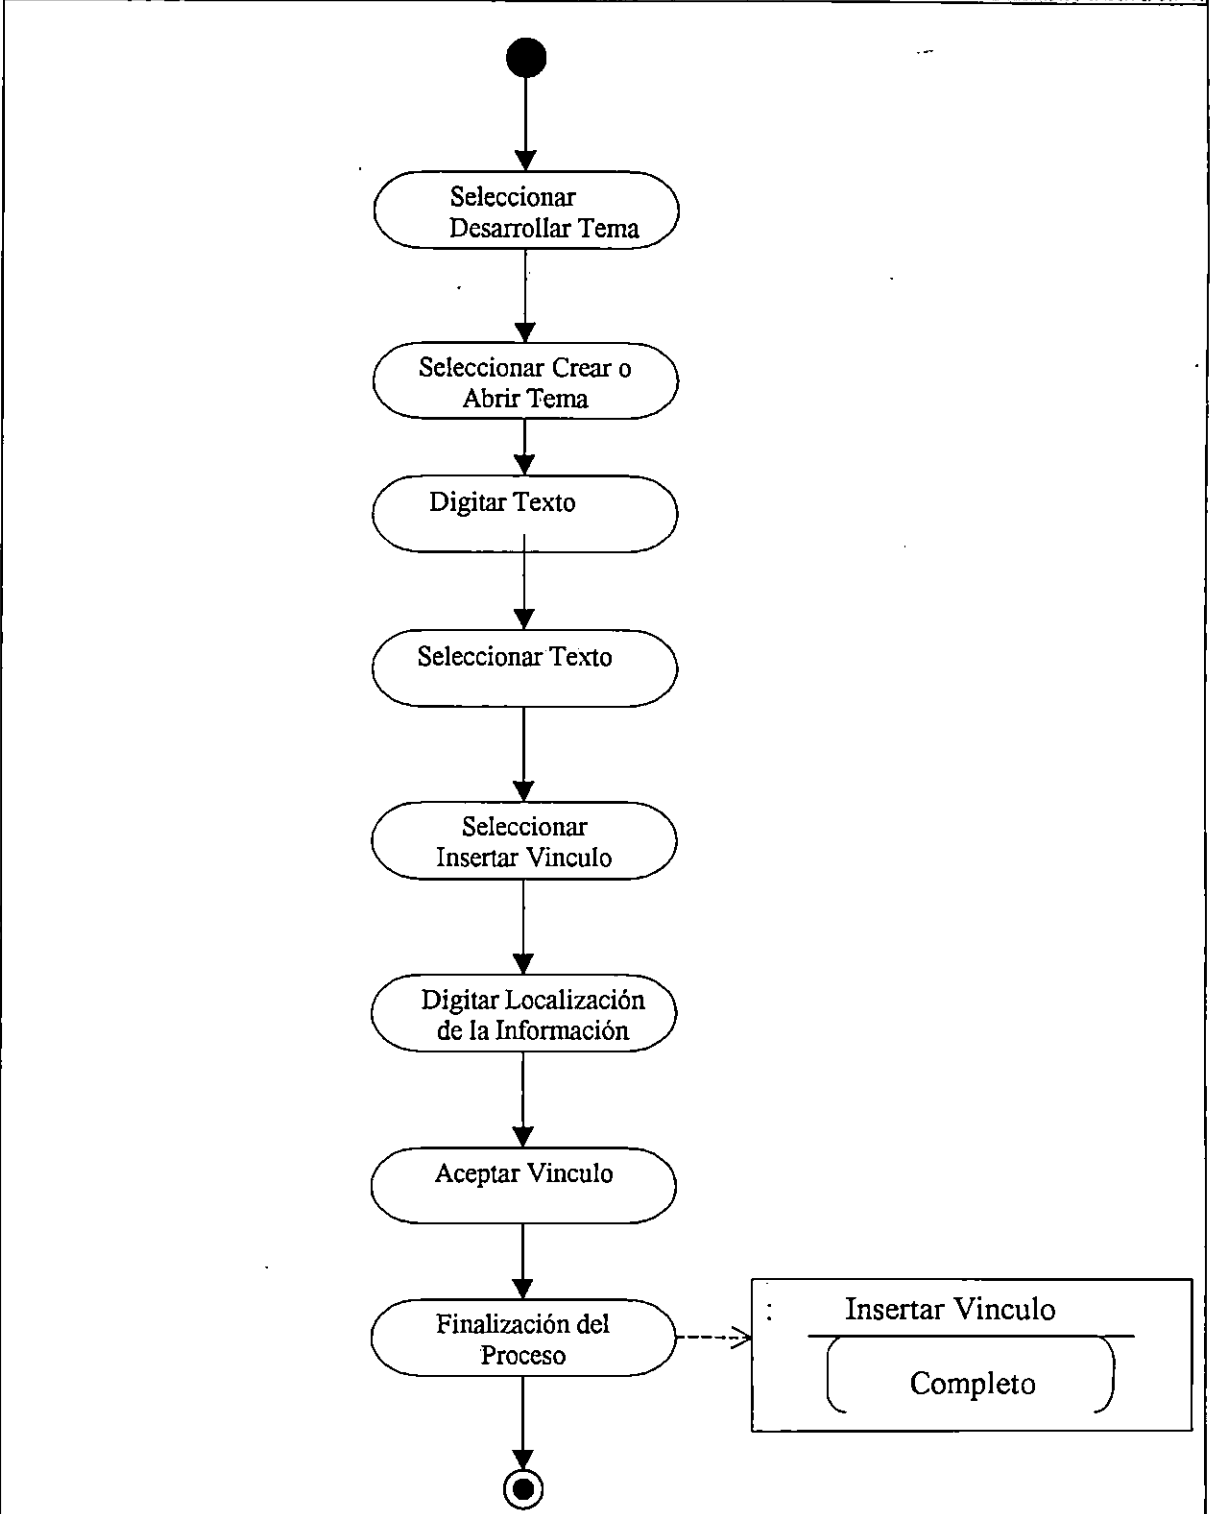 Seleccionar
Desarrollar Tema
Seleccionar Crear o
Abrir Tema
Digitar Texto
Seleccionar Texto
Seleccionar
Insertar Vinculo
Digitar Localización
de la Información
Aceptar Vinculo
Finalización del
Proceso
: Insertar Vinculo
Completo